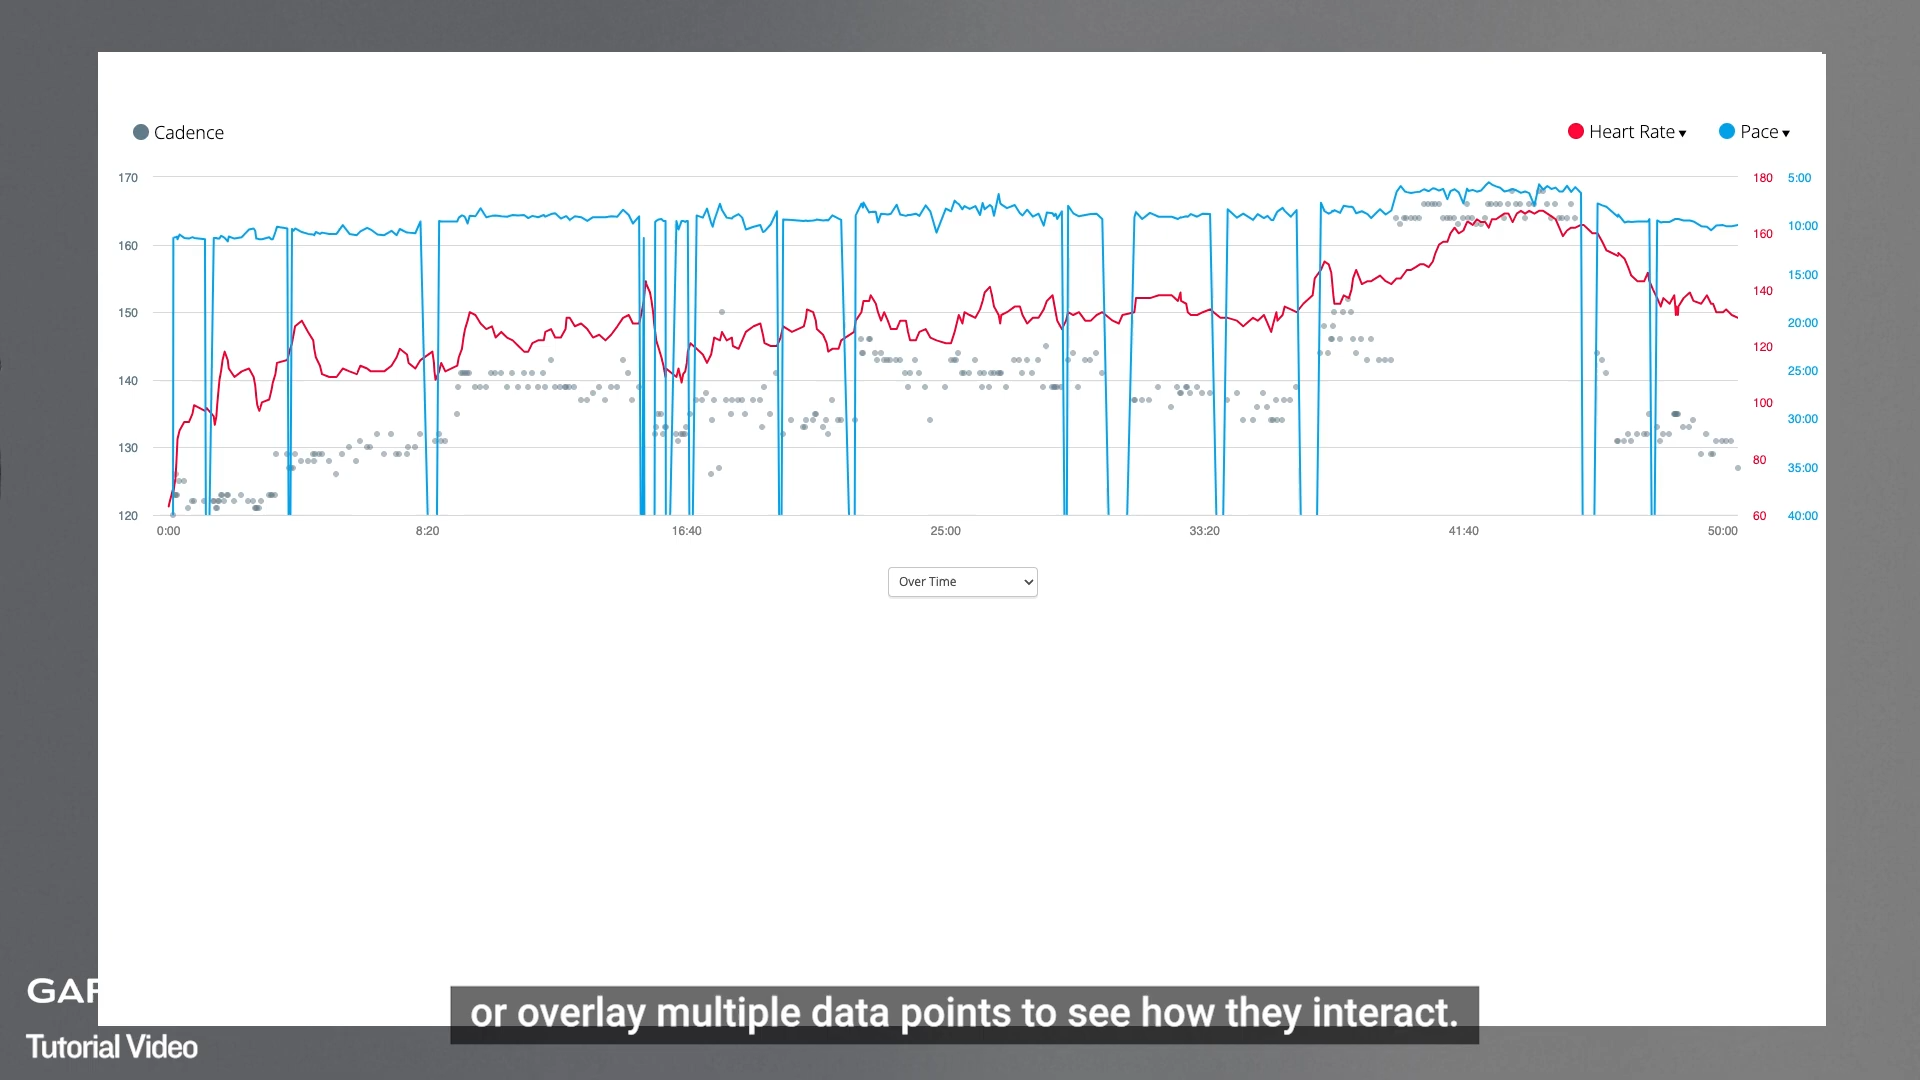 Cadence
Heart Rate ▾ Pace ▾
170 180 5:00
160 160 10:00
150 140 15:00
140 120 20:00
130 100 25:00
120 80 30:00
60 35:00
40:00
0:00 8:20 16:40 25:00 33:20 41:40 50:00
Over Time
GAR
or overlay multiple data points to see how they interact.
Tutorial Video